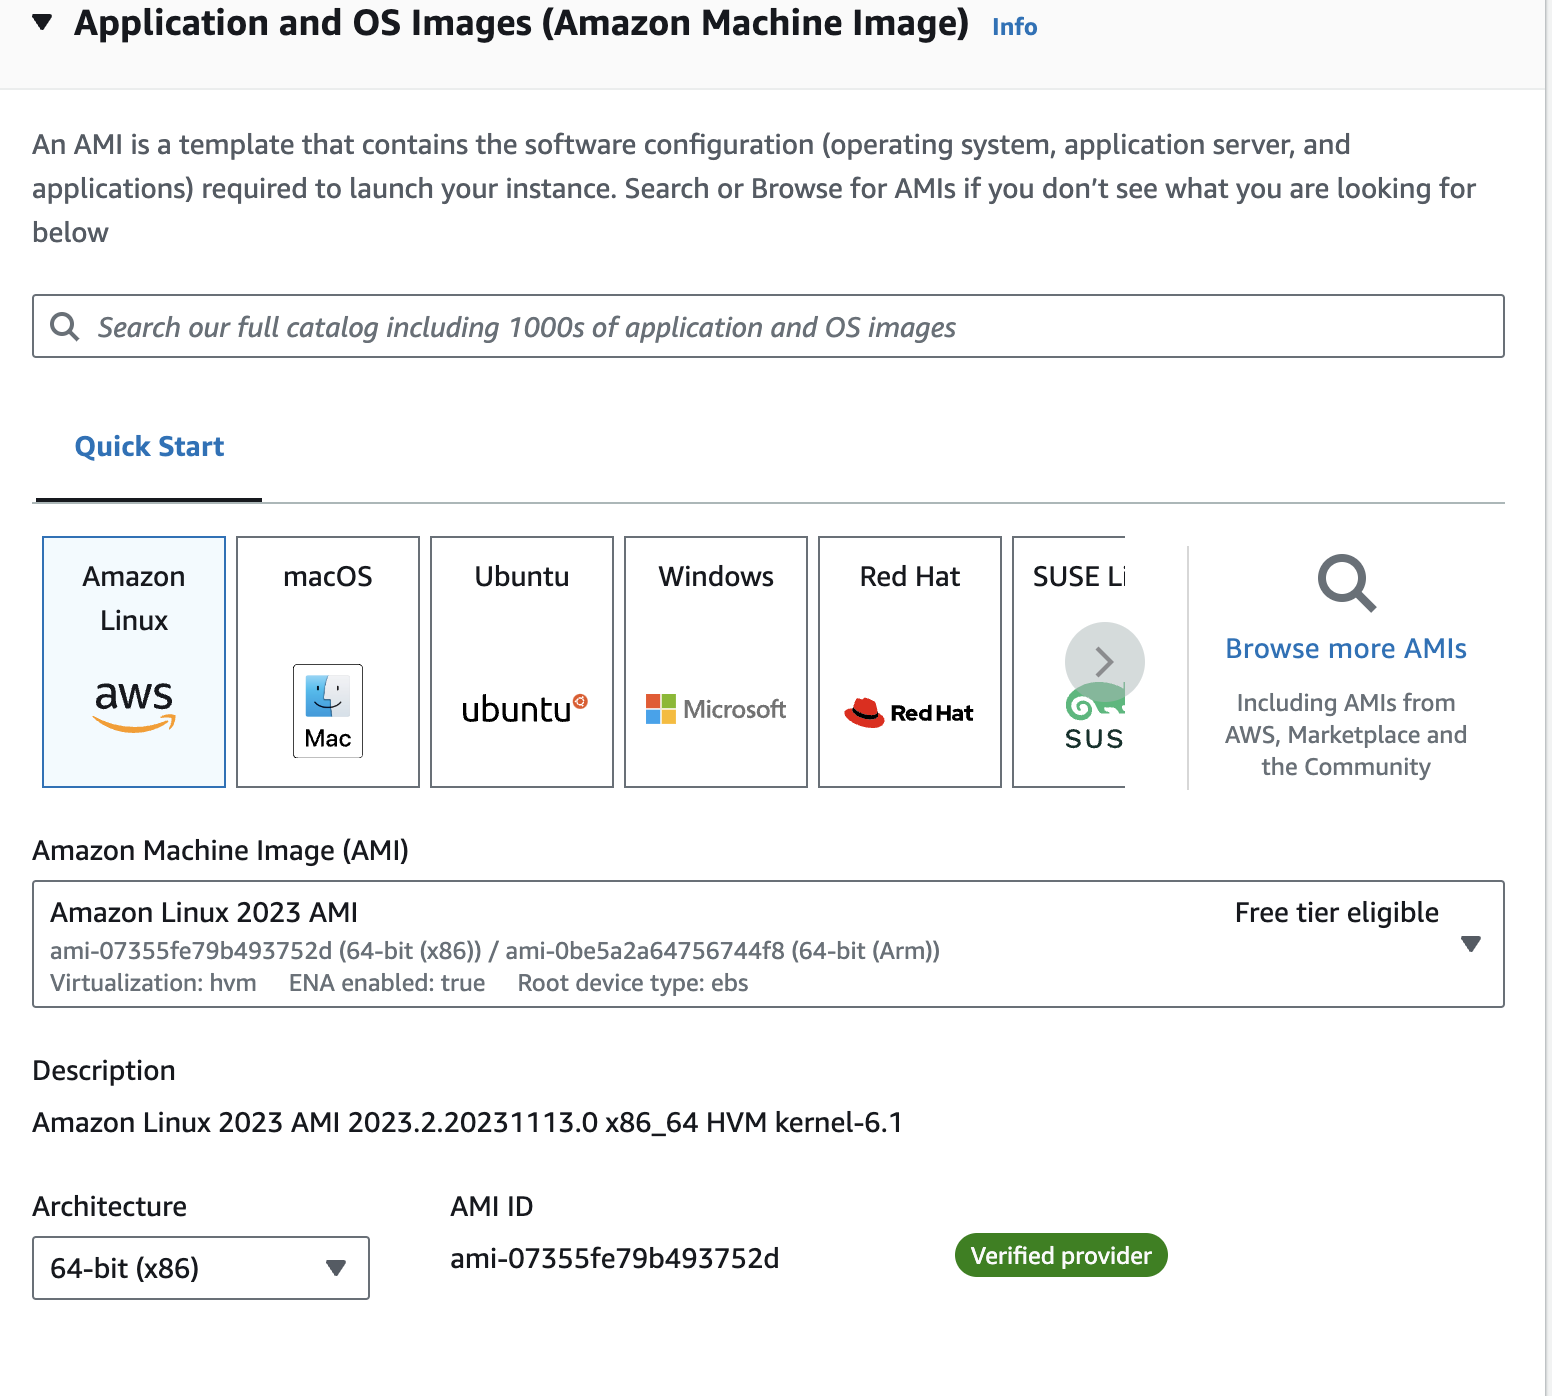 Application and OS Images (Amazon Machine Image) Info
An AMI is a template that contains the software configuration (operating system, application server, and
applications) required to launch your instance. Search or Browse for AMIs if you don’t see what you are looking for
below
Search our full catalog including 1000s of application and OS images
Quick Start
Amazon
Linux
aws
macOS
Mac
Ubuntu
ubuntu
Windows
Microsoft
Red Hat
Red Hat
SUSE Li
SUS
Browse more AMIs
Including AMIs from
AWS, Marketplace and
the Community
Amazon Machine Image (AMI)
Amazon Linux 2023 AMI Free tier eligible
ami-07355fe79b493752d (64-bit (x86)) / ami-0be5a2a64756744f8 (64-bit (Arm))
Virtualization: hvm ENA enabled: true Root device type: ebs
Description
Amazon Linux 2023 AMI 2023.2.20231113.0 x86_64 HVM kernel-6.1
Architecture AMI ID
64-bit (x86) ami-07355fe79b493752d Verified provider